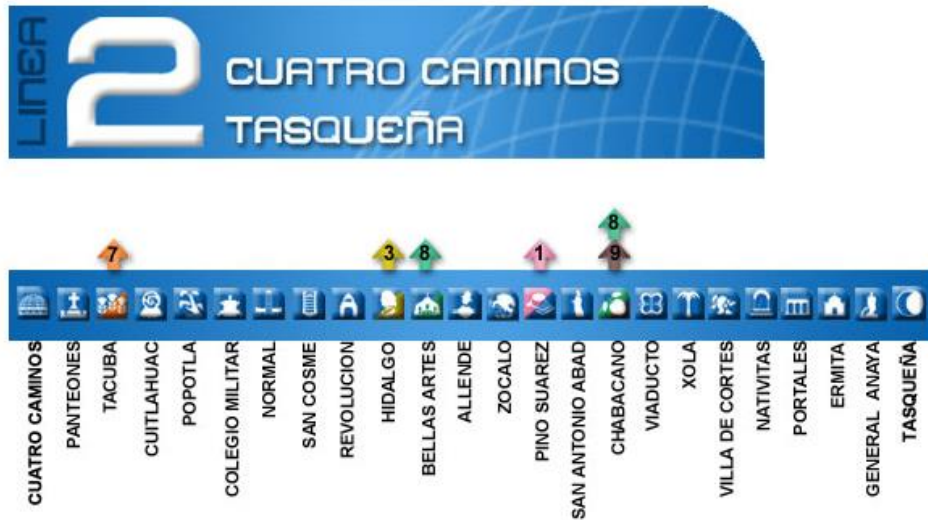 LINEA
2
CUATRO CAMINOS
TASQUEÑA
8
7
3
8
1
9
CUATRO CAMINOS
PANTEONES
TACUBA
CUITLAHUAC
POPOTLA
COLEGIO MILITAR
NORMAL
SAN COSME
REVOLUCION
HIDALGO
BELLAS ARTES
ALLENDE
ZOCALO
PINO SUAREZ
SAN ANTONIO ABAD
CHABACANO
VIADUCTO
XOLA
VILLA DE CORTES
NATIVITAS
PORTALES
ERMITA
GENERAL ANAYA
TASQUEÑA